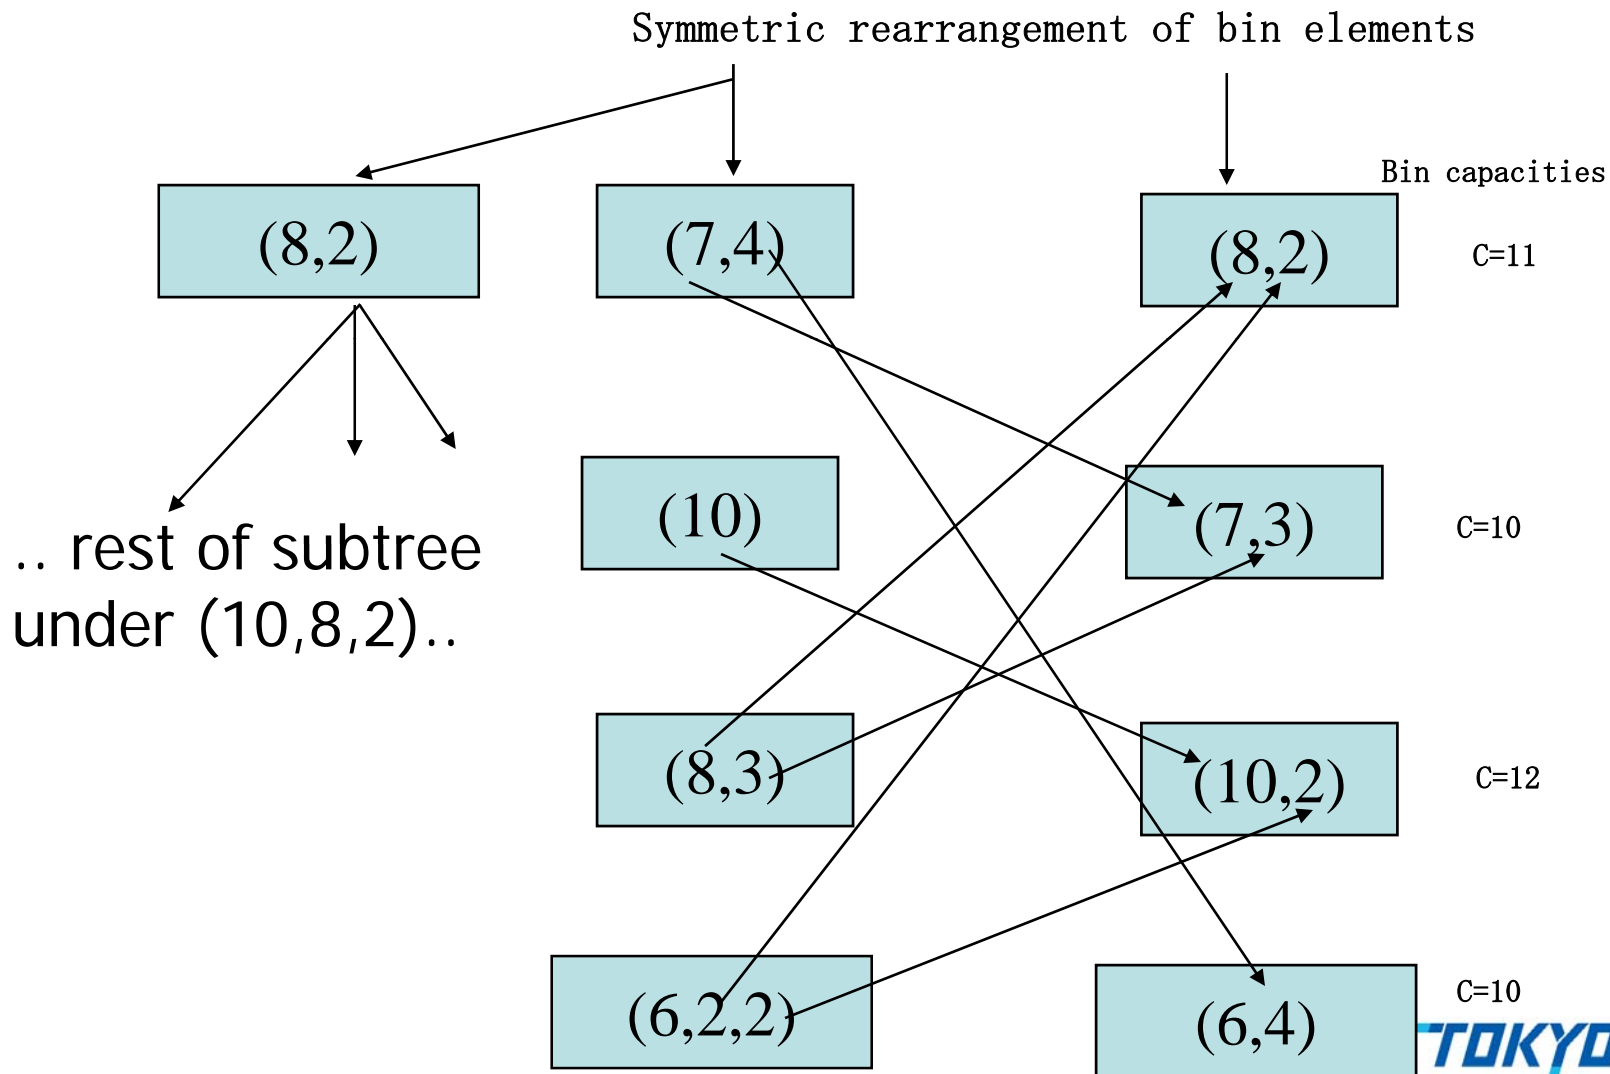 Symmetric rearrangement of bin elements
Bin capacities
(8,2)
(7,4)
(8,2)
C=11
(10)
(7,3)
C=10
.. rest of subtree
under (10,8,2)..
(8,3)
(10,2)
C=12
(6,2,2)
(6,4)
C=10
TOKYO